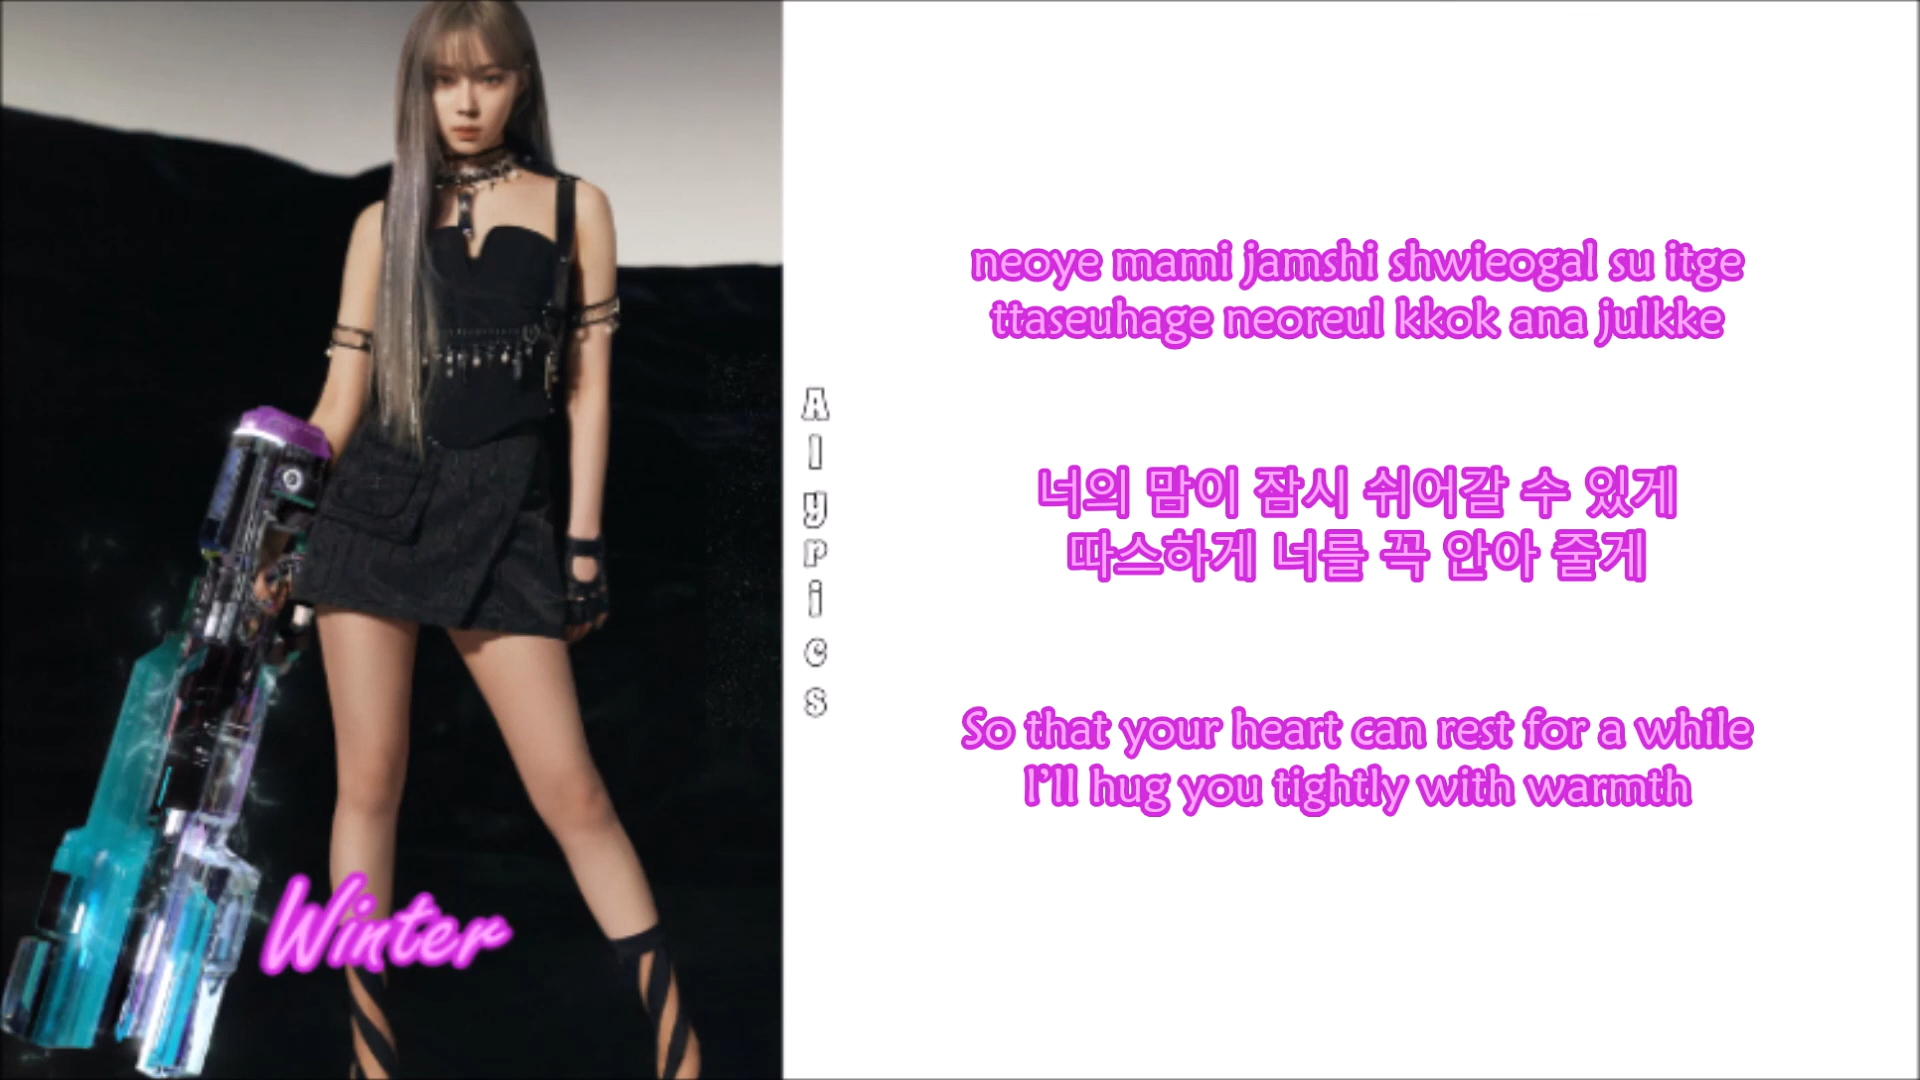 Winter
Alyrics
neoye mami jamshi shwieogal su itge
ttaseuhage neoreul kkok ana julkke
너의 맘이 잠시 쉬어갈 수 있게
따스하게 너를 꼭 안아 줄게
So that your heart can rest for a while
I'll hug you tightly with warmth